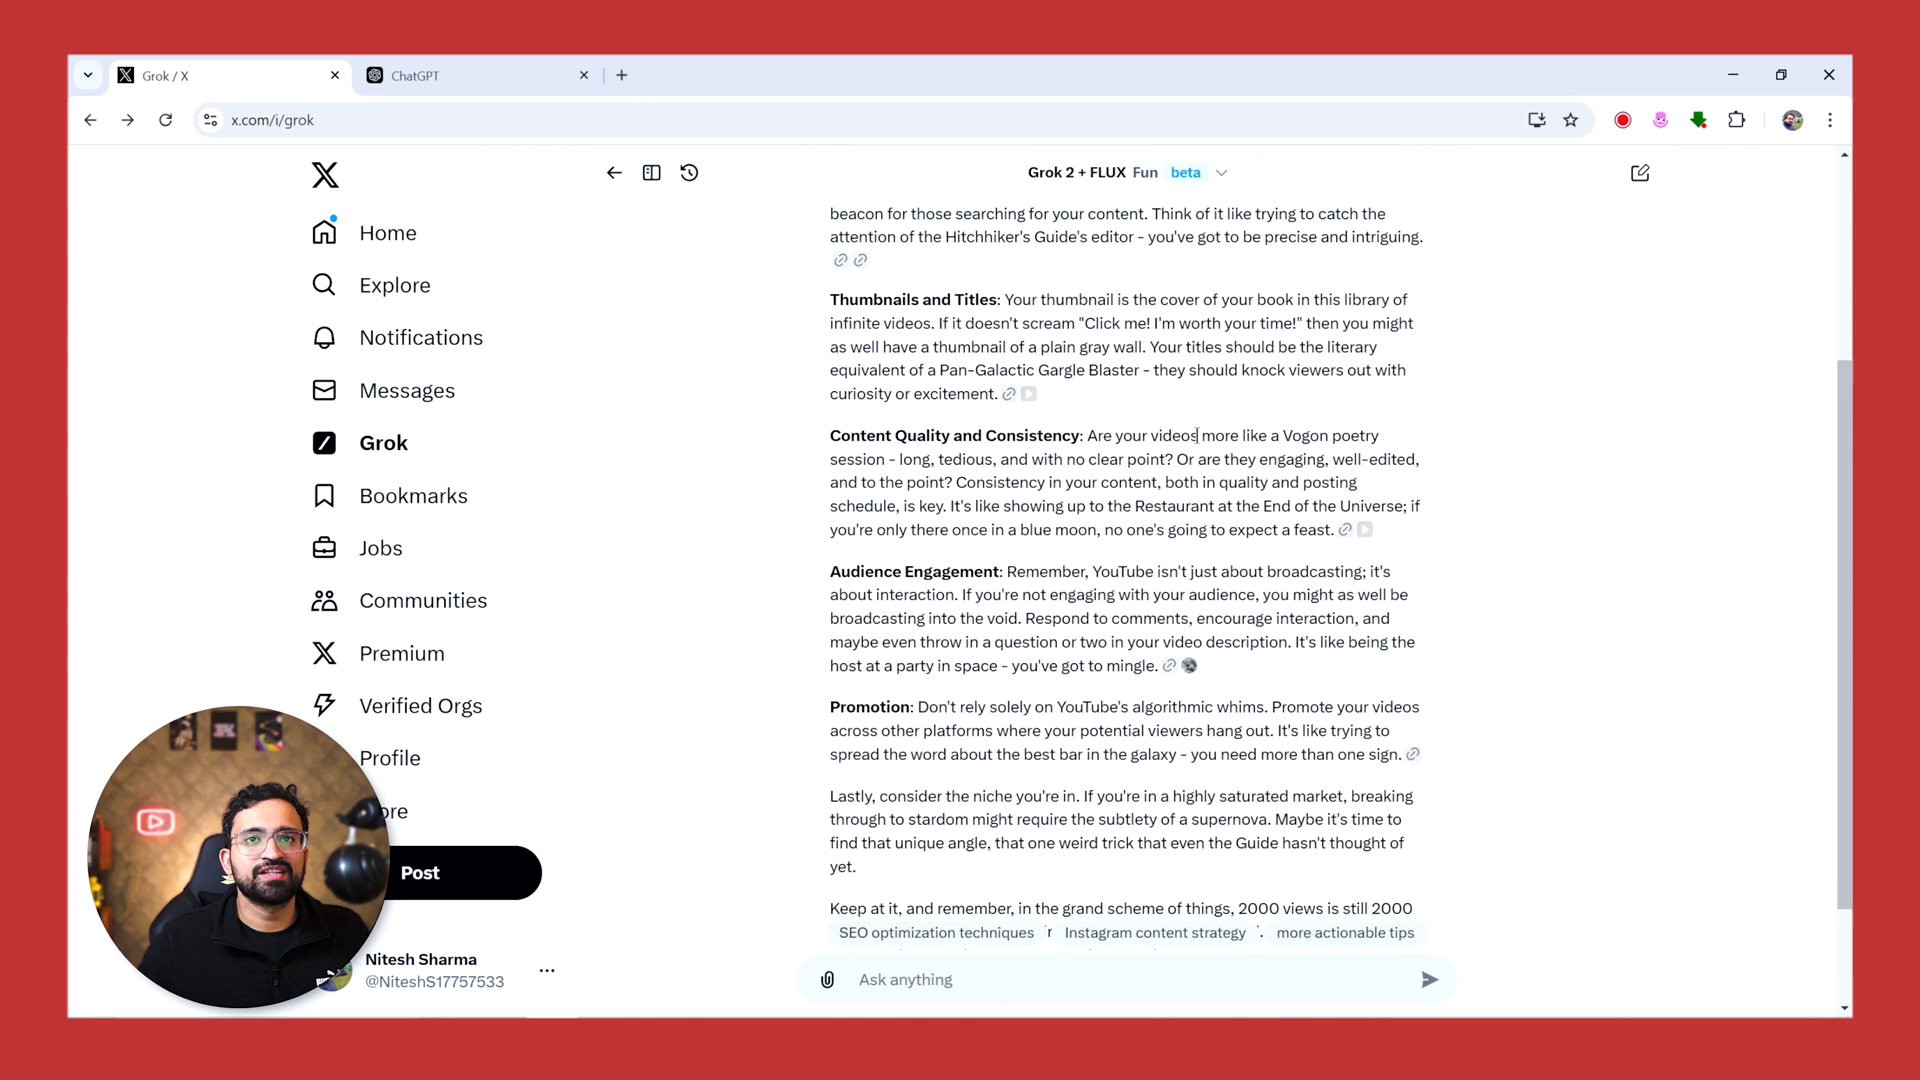 Grok / X
ChatGPT
x.com/i/grok
Grok 2 + FLUX Fun beta
Home
Explore
Notifications
Messages
Grok
Bookmarks
Jobs
Communities
Premium
Verified Orgs
Profile
ore
Post
Nitesh Sharma
@NiteshS17757533
beacon for those searching for your content. Think of it like trying to catch the
attention of the Hitchhiker's Guide's editor - you've got to be precise and intriguing.
Thumbnails and Titles: Your thumbnail is the cover of your book in this library of
infinite videos. If it doesn't scream "Click me! I'm worth your time!" then you might
as well have a thumbnail of a plain gray wall. Your titles should be the literary
equivalent of a Pan-Galactic Gargle Blaster - they should knock viewers out with
curiosity or excitement.
Content Quality and Consistency: Are your videos more like a Vogon poetry
session - long, tedious, and with no clear point? Or are they engaging, well-edited,
and to the point? Consistency in your content, both in quality and posting
schedule, is key. It's like showing up to the Restaurant at the End of the Universe; if
you're only there once in a blue moon, no one's going to expect a feast.
Audience Engagement: Remember, YouTube isn't just about broadcasting; it's
about interaction. If you're not engaging with your audience, you might as well be
broadcasting into the void. Respond to comments, encourage interaction, and
maybe even throw in a question or two in your video description. It's like being the
host at a party in space - you've got to mingle.
Promotion: Don't rely solely on YouTube's algorithmic whims. Promote your videos
across other platforms where your potential viewers hang out. It's like trying to
spread the word about the best bar in the galaxy - you need more than one sign.
Lastly, consider the niche you're in. If you're in a highly saturated market, breaking
through to stardom might require the subtlety of a supernova. Maybe it's time to
find that unique angle, that one weird trick that even the Guide hasn't thought of
yet.
Keep at it, and remember, in the grand scheme of things, 2000 views is still 2000
SEO optimization techniques Instagram content strategy more actionable tips
Ask anything